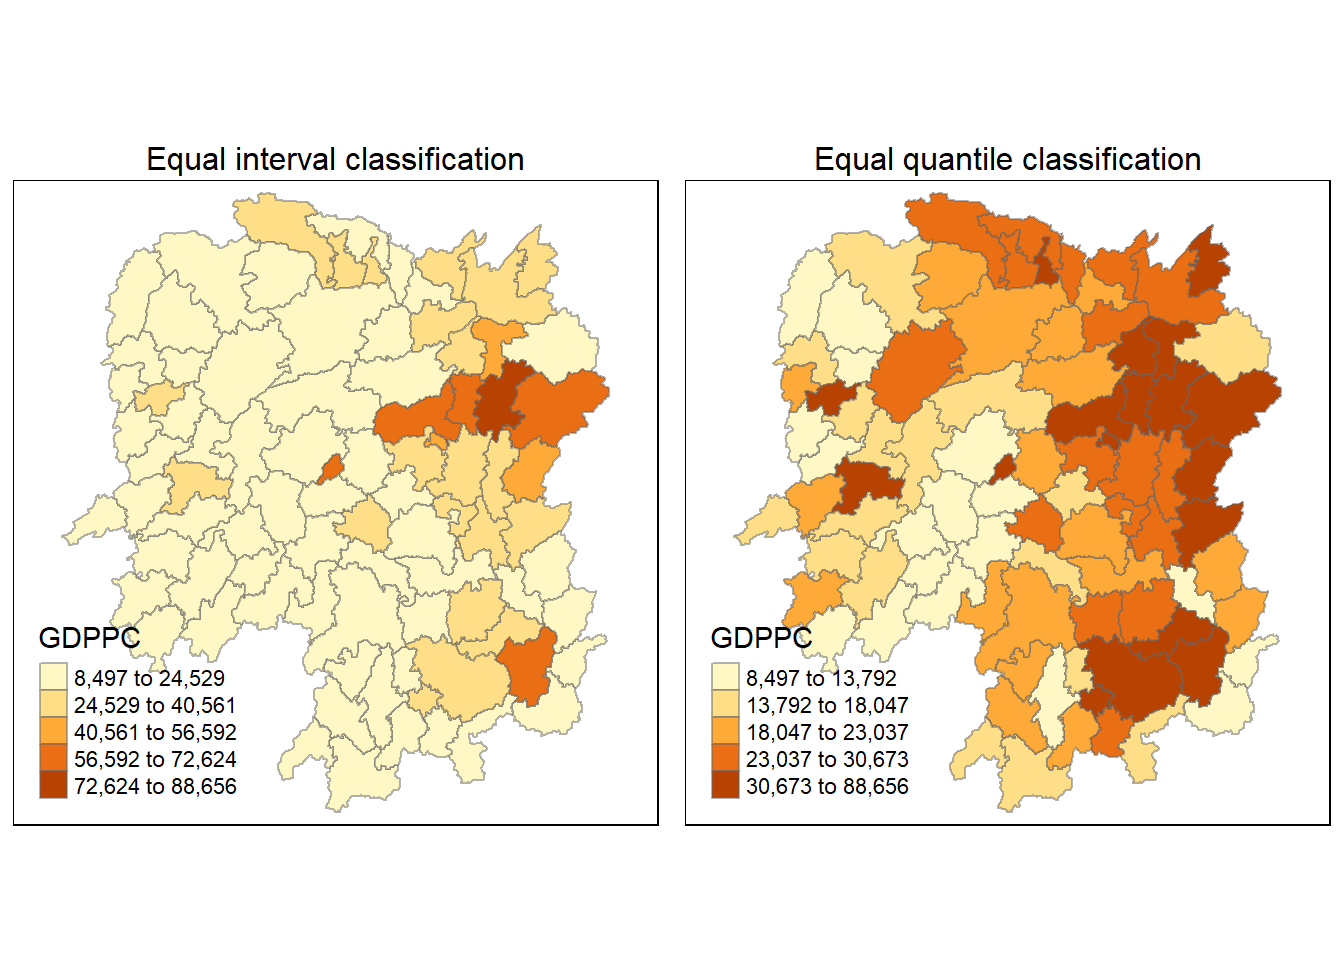 Equal interval classification
GDPPC
8,497 to 24,529
24,529 to 40,561
40,561 to 56,592
56,592 to 72,624
72,624 to 88,656
Equal quantile classification
GDPPC
8,497 to 13,792
13,792 to 18,047
18,047 to 23,037
23,037 to 30,673
30,673 to 88,656